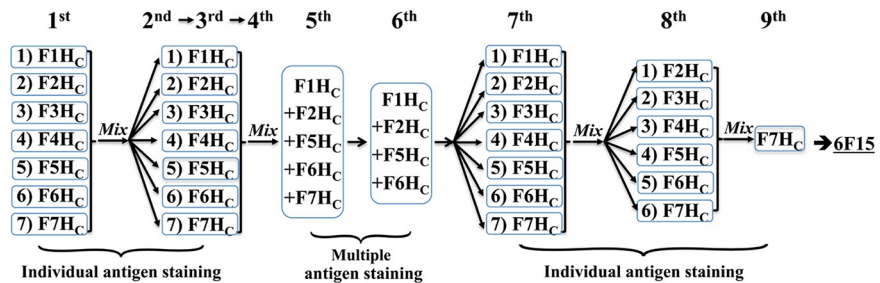 1st 2nd 3rd 4th 5th 6th 7th 8th 9th
1) F1HC
2) F2HC
3) F3HC
4) F4HC
5) F5HC
6) F6HC
7) F7HC
Mix
1) F1HC
2) F2HC
3) F3HC
4) F4HC
5) F5HC
6) F6HC
7) F7HC
Mix
F1HC
+F2HC
+F5HC
+F6HC
+F7HC
F1HC
+F2HC
+F5HC
+F6HC
1) F1HC
2) F2HC
3) F3HC
4) F4HC
5) F5HC
6) F6HC
7) F7HC
Mix
1) F2HC
2) F3HC
3) F4HC
4) F5HC
5) F6HC
6) F7HC
Mix
F7HC
6F15
Individual antigen staining
Multiple
antigen staining
Individual antigen staining